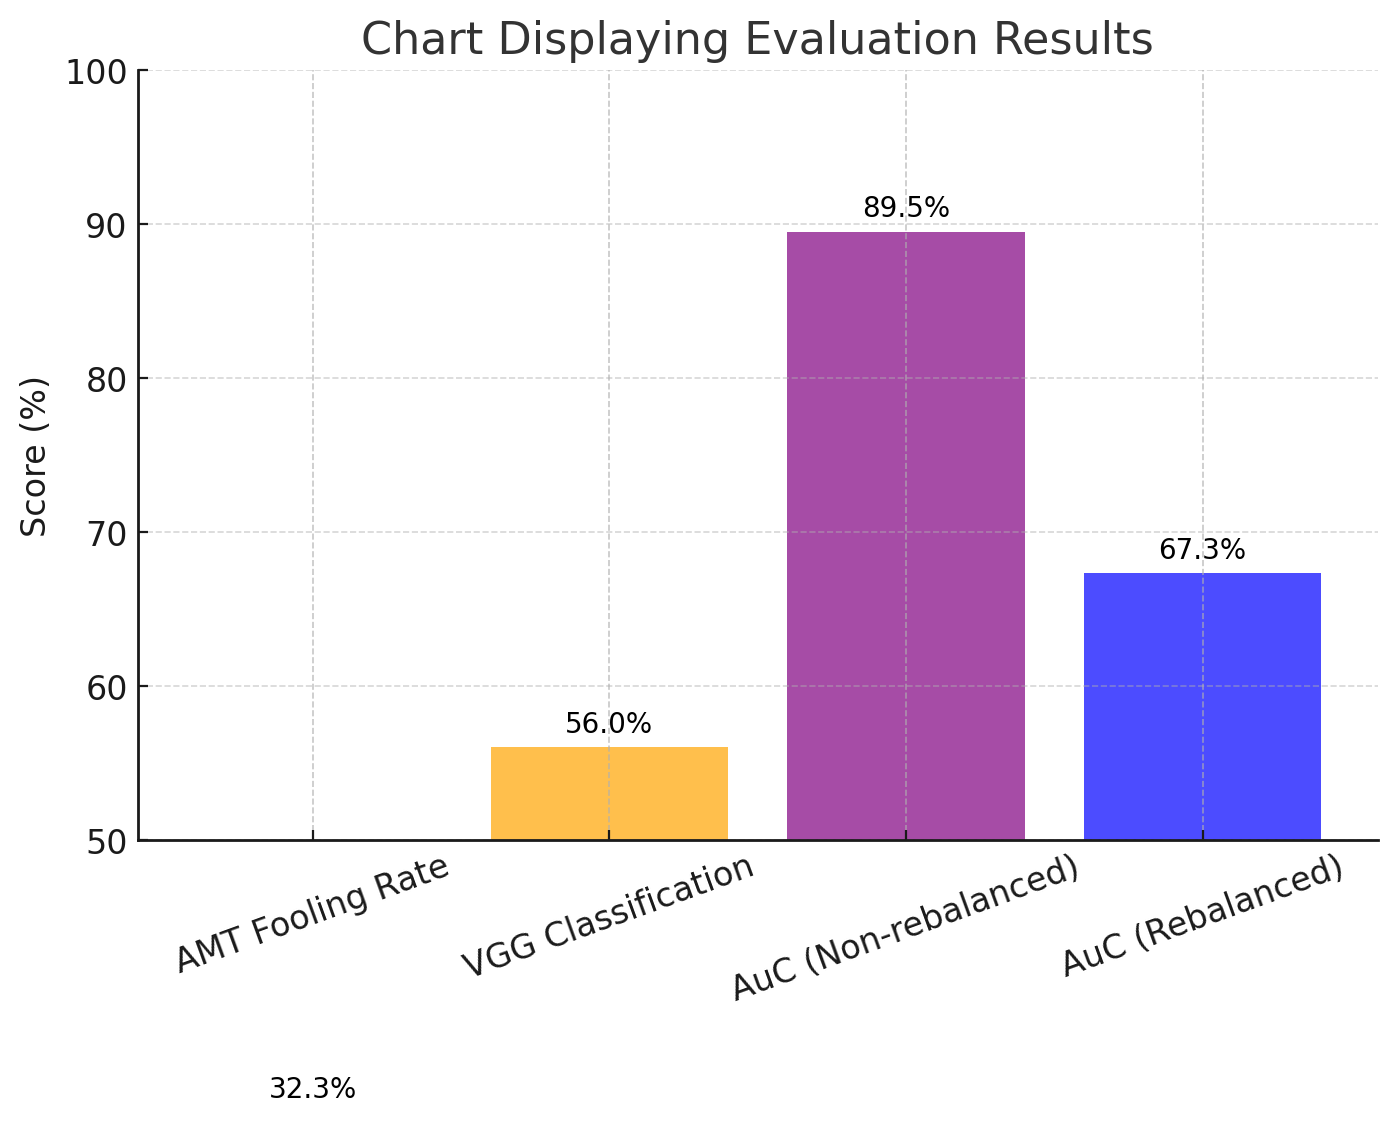 Chart Displaying Evaluation Results
Score (%)
100
90
80
70
60
50
89.5%
67.3%
56.0%
AMT Fooling Rate
VGG Classification
AuC (Non-rebalanced)
AuC (Rebalanced)
32.3%